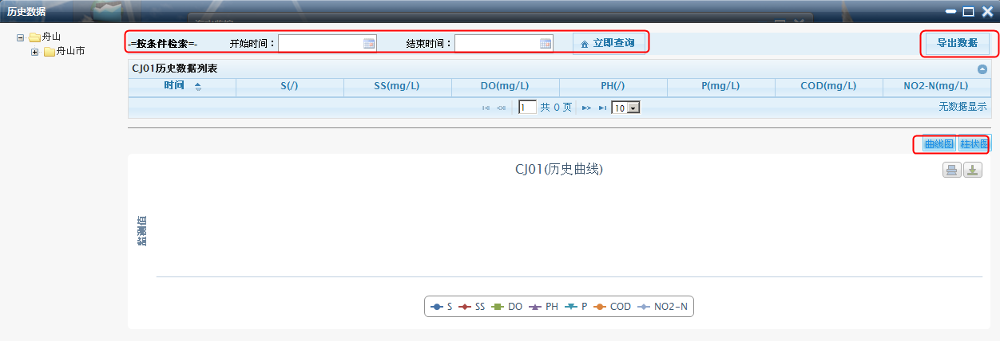 历史数据
舟山
舟山市
-=按条件检索=- 开始时间： 结束时间： 立即查询 导出数据
CJ01历史数据列表
时间 S(/) SS(mg/L) DO(mg/L) PH(/) P(mg/L) COD(mg/L) NO2-N(mg/L)
1 共 0 页 10 无数据显示
曲线图 柱状图
CJ01(历史曲线)
监测值
S SS DO PH P COD NO2-N